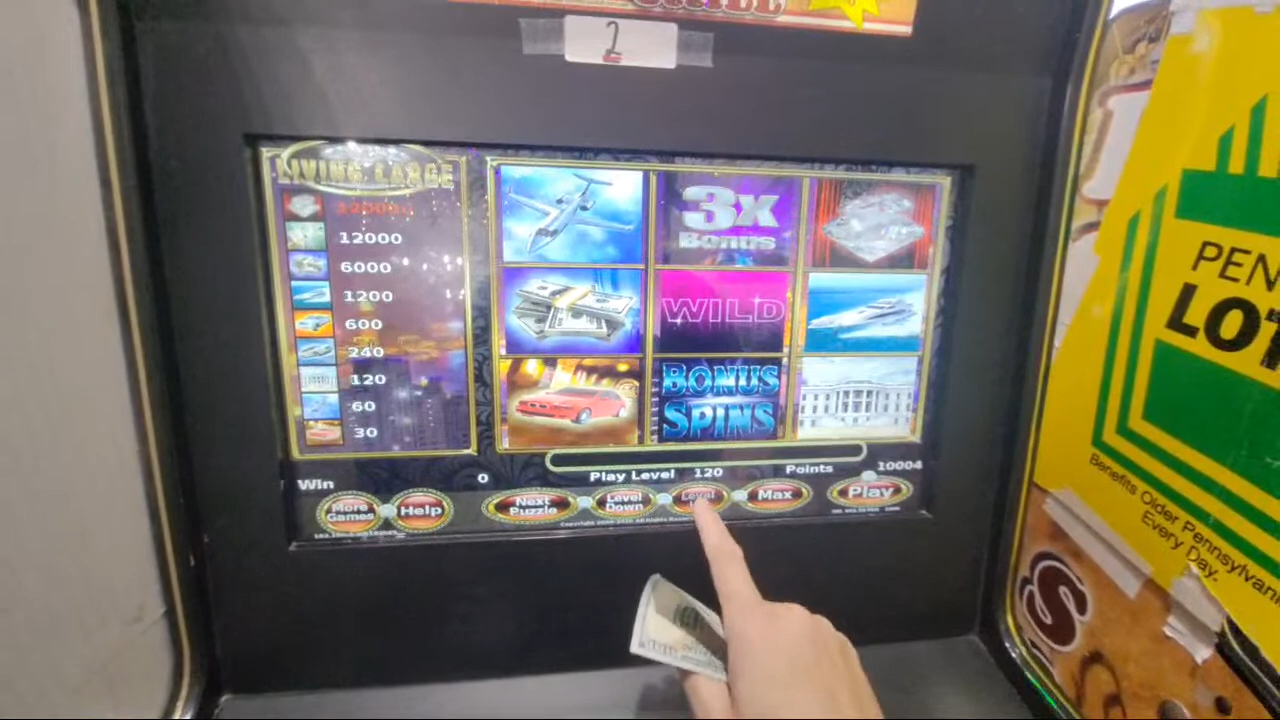 2
LIVING LARGE
120000
12000
6000
1200
600
240
120
60
30
3x
Bonus
WILD
BONUS
SPINS
Win 0
Play Level 120
Points 10004
More
Games
Help
Next
Puzzle
Level
Down
Level
Max
Play
PEN
LOT
Benefits Older Pennsylvani
Every Day.
S